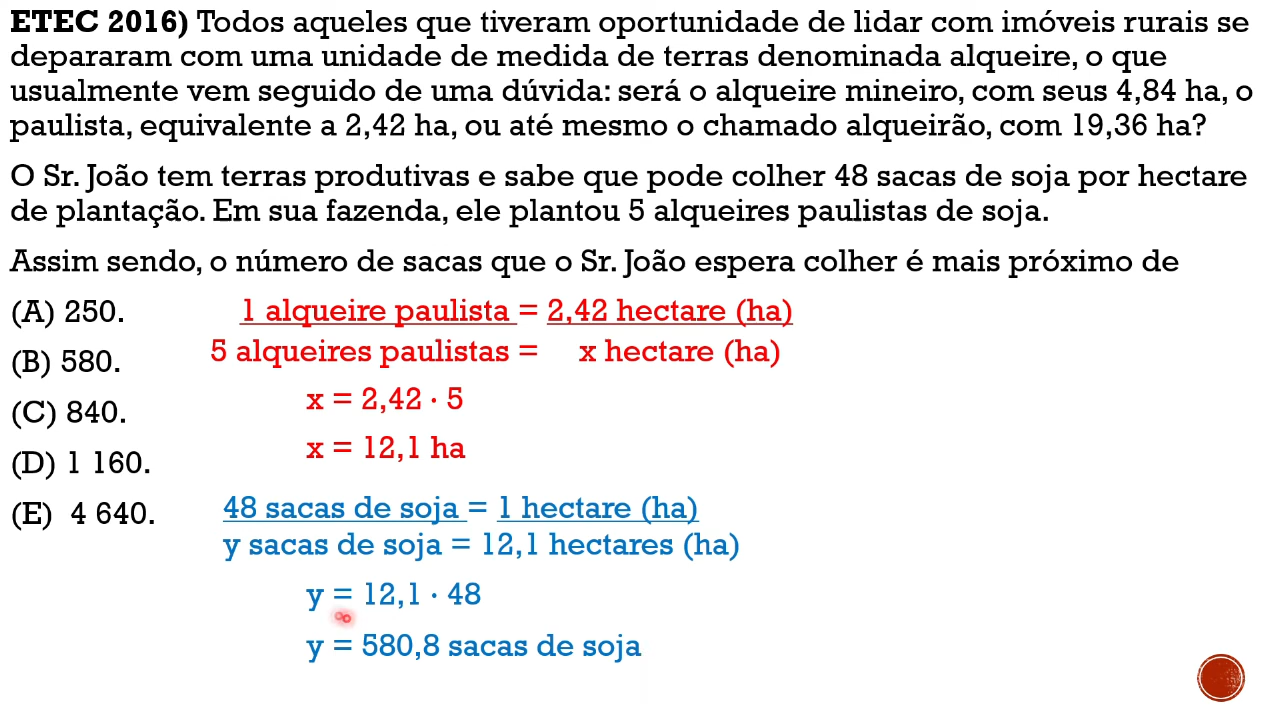 ETEC 2016) Todos aqueles que tiveram oportunidade de lidar com imóveis rurais se
depararam com uma unidade de medida de terras denominada alqueire, o que
usualmente vem seguido de uma dúvida: será o alqueire mineiro, com seus 4,84 ha, o
paulista, equivalente a 2,42 ha, ou até mesmo o chamado alqueirão, com 19,36 ha?
O Sr. João tem terras produtivas e sabe que pode colher 48 sacas de soja por hectare
de plantação. Em sua fazenda, ele plantou 5 alqueires paulistas de soja.
Assim sendo, o número de sacas que o Sr. João espera colher é mais próximo de
(A) 250.
(B) 580.
(C) 840.
(D) 1 160.
(E) 4 640.
1 alqueire paulista = 2,42 hectare (ha)
5 alqueires paulistas = x hectare (ha)
x = 2,42 · 5
x = 12,1 ha
48 sacas de soja = 1 hectare (ha)
y sacas de soja = 12,1 hectares (ha)
y = 12,1 · 48
y = 580,8 sacas de soja